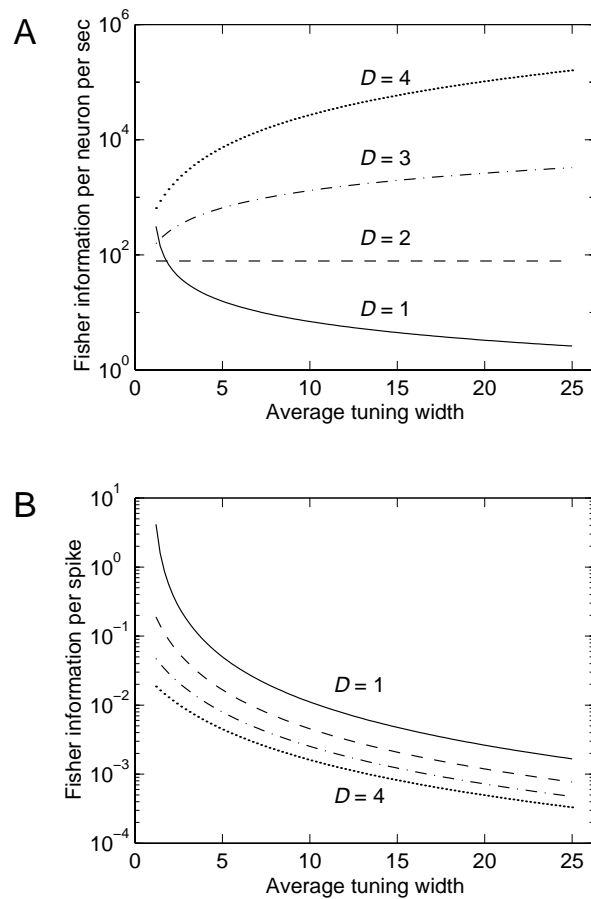 A
Fisher information per neuron per sec
10^6
10^4
10^2
10^0
D = 4
D = 3
D = 2
D = 1
0 5 10 15 20 25
Average tuning width
B
Fisher information per spike
10^1
10^0
10^−1
10^−2
10^−3
10^−4
D = 1
D = 4
0 5 10 15 20 25
Average tuning width